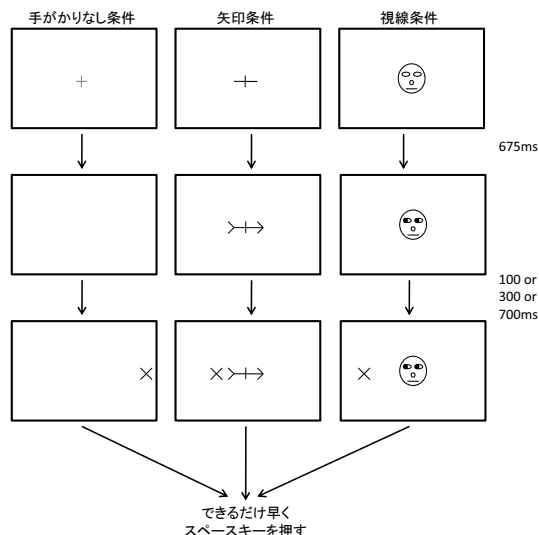 手がかりなし条件
矢印条件
視線条件
675ms
100 or
300 or
700ms
できるだけ早く
スペースキーを押す